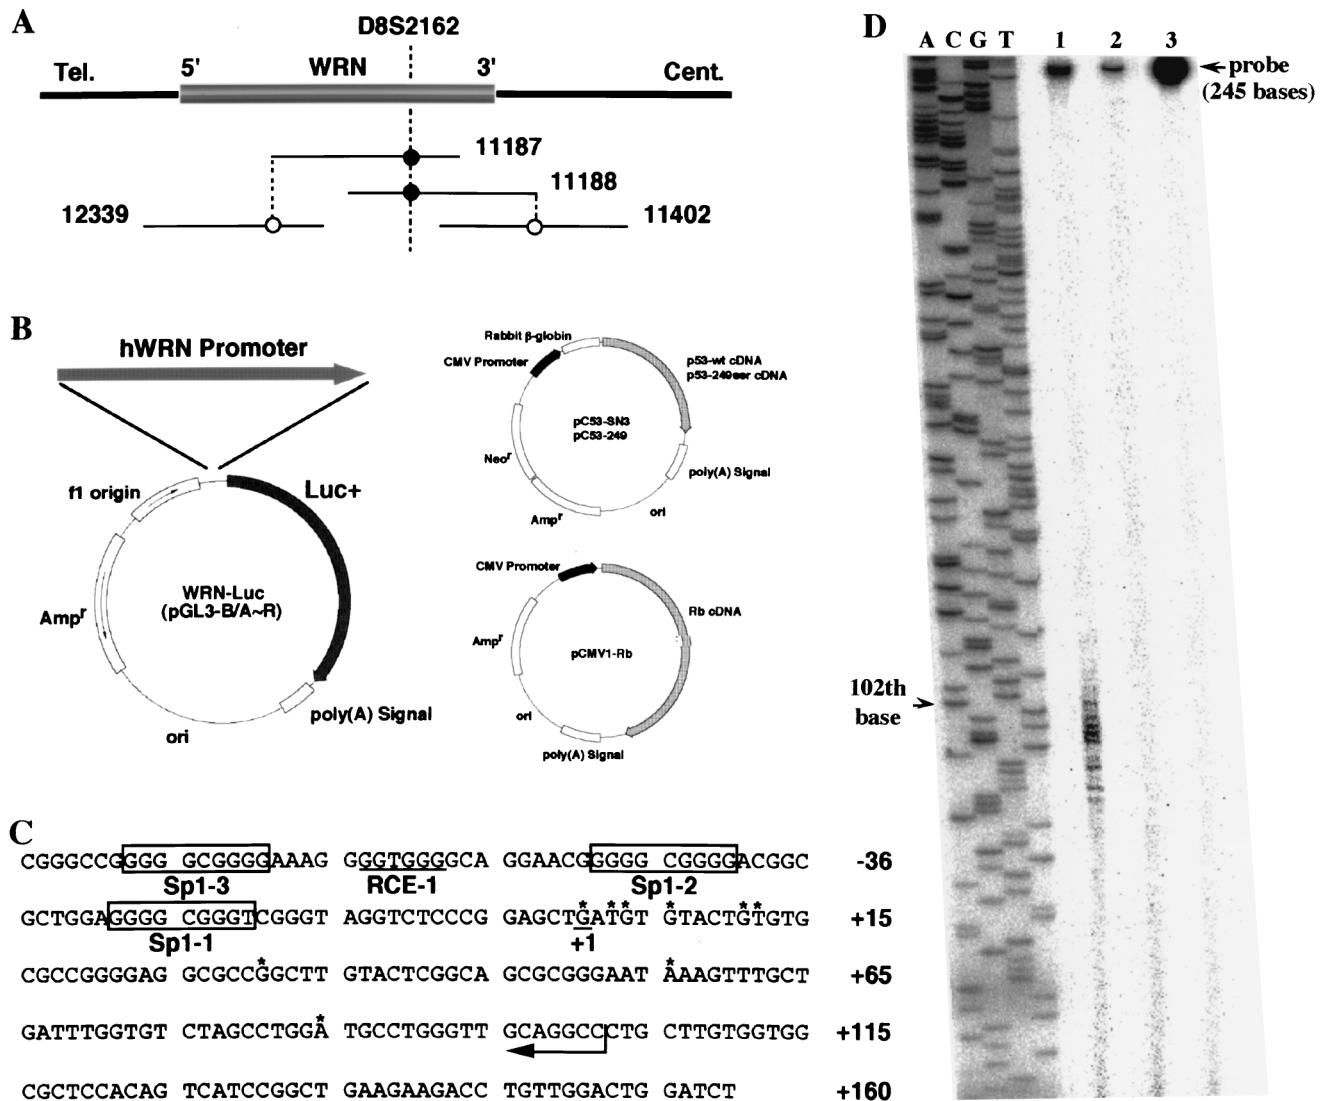 A
D8S2162
Tel.
5'
WRN
3'
Cent.
11187
11188
12339
11402
B
hWRN Promoter
f1 origin
Luc+
Ampr
WRN-Luc
(pGL3-B/A~R)
poly(A) Signal
ori
Rabbit β-globin
CMV Promoter
p53-wt cDNA
p53-249ser cDNA
pC53-SN3
pC53-249
Neor
poly(A) Signal
Ampr
ori
CMV Promoter
Rb cDNA
Ampr
pCMV1-Rb
ori
poly(A) Signal
C
CGGGCCGGGG GCGGGGAAAG GGGTGGGGCA GGAACGGGGG CGGGGACGGC -36
Sp1-3 RCE-1 Sp1-2
* ** * **
GCTGGAGGGG CGGGTCGGGT AGGTCTCCCG GAGCTGATGT GTACTGTGTG +15
Sp1-1 +1
* *
CGCCGGGGAG GCGCCGGCTT GTACTCGGCA GCGCGGGAAT AAAGTTTGCT +65
*
GATTTGGTGT CTAGCCTGGA TGCCTGGGTT GCAGGCCCTG CTTGTGGTGG +115
CGCTCCACAG TCATCCGGCT GAAGAAGACC TGTTGGACTG GATCT +160
D
A C G T 1 2 3
probe
(245 bases)
102th
base